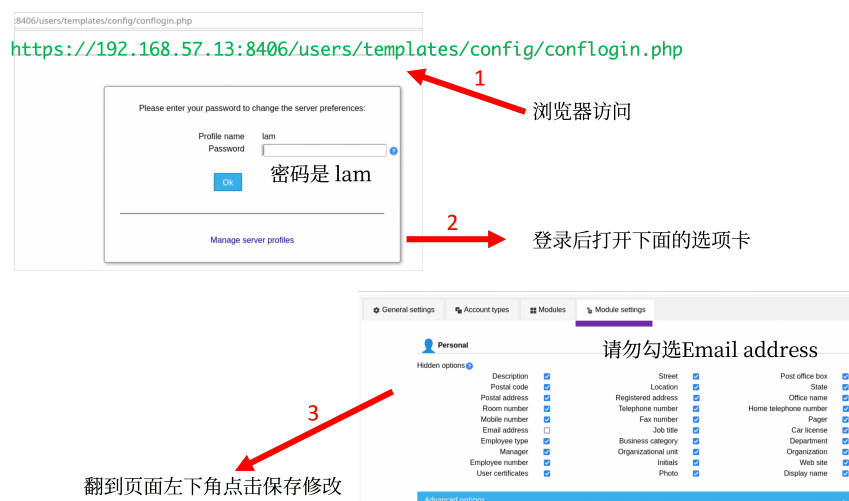 :8406/users/templates/config/conflogin.php
https://192.168.57.13:8406/users/templates/config/conflogin.php
1
浏览器访问
Please enter your password to change the server preferences:
Profile name lam
Password
?
密码是 lam
Ok
2
Manage server profiles
登录后打开下面的选项卡
General settings Account types Modules Module settings
Personal
请勿勾选Email address
Hidden options ?
Description Street Post office box
Postal code Location State
Postal address Registered address Office name
Room number Telephone number Home telephone number
Mobile number Fax number Pager
Email address Job title Car license
Employee type Business category Department
Manager Organizational unit Organization
Employee number Initials Web site
User certificates Photo Display name
3
翻到页面左下角点击保存修改
Advanced options